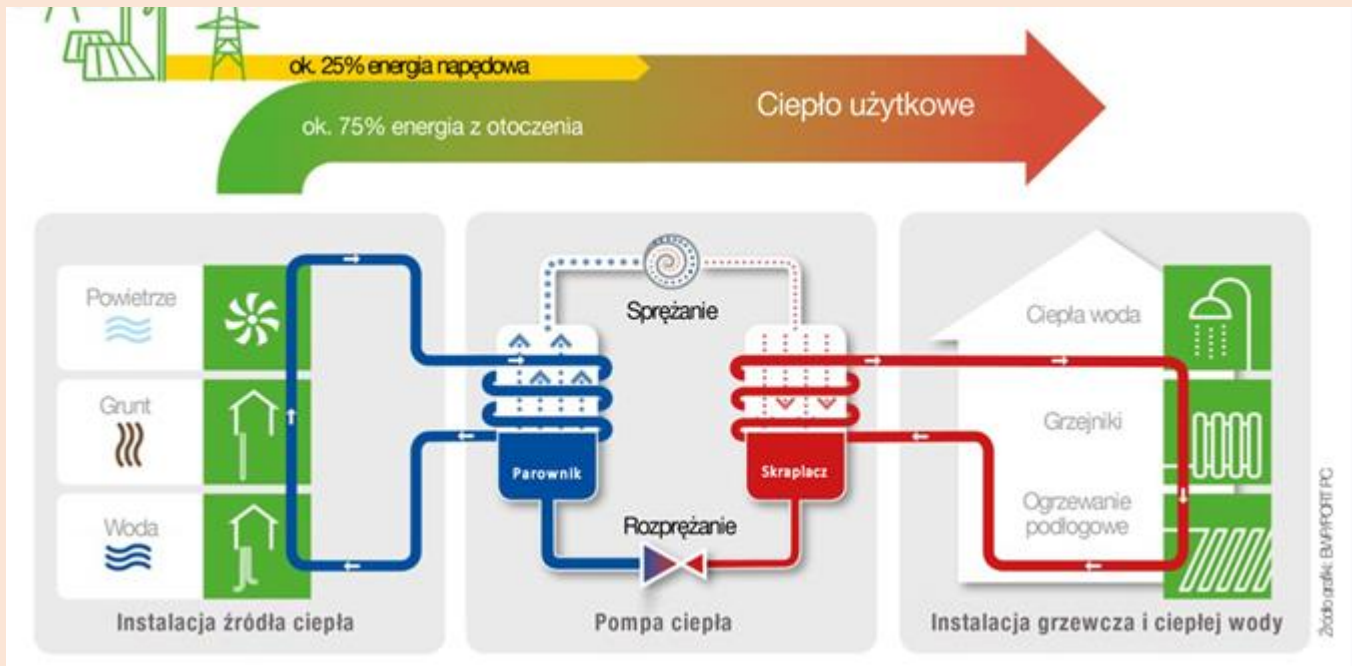 ok. 25% energia napędowa
ok. 75% energia z otoczenia
Ciepło użytkowe
Powietrze
Grunt
Woda
Instalacja źródła ciepła
Sprężanie
Parownik
Skraplacz
Rozprężanie
Pompa ciepła
Ciepła woda
Grzejniki
Ogrzewanie
podłogowe
Instalacja grzewcza i ciepłej wody
Źródło grafiki: BWP/PORT PC